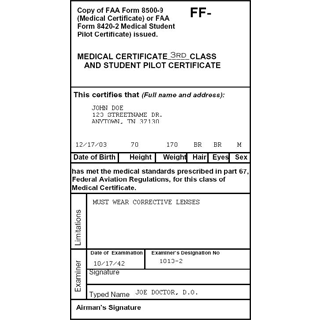 Copy of FAA Form 8500-9
(Medical Certificate) or FAA
Form 8420-2 Medical Student
Pilot Certificate) issued.
FF-
MEDICAL CERTIFICATE 3RD CLASS
AND STUDENT PILOT CERTIFICATE
This certifies that (Full name and address):
JOHN DOE
123 STREETNAME DR.
ANYTOWN, TN 37130
12/17/03 70 170 BR BR M
Date of Birth Height Weight Hair Eyes Sex
has met the medical standards prescribed in part 67,
Federal Aviation Regulations, for this class of
Medical Certificate.
Limitations
MUST WEAR CORRECTIVE LENSES
Examiner
Date of Examination Examiner's Designation No
10/17/42 1013-2
Signature
Typed Name JOE DOCTOR, D.O.
Airman's Signature